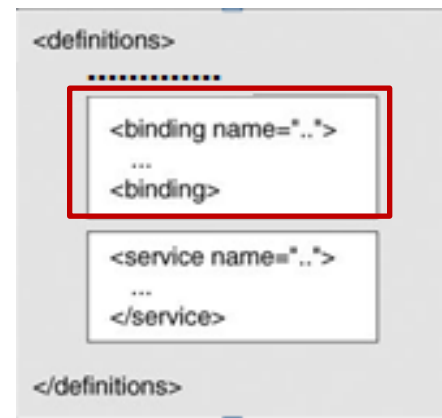 <definitions>
.............
<binding name="..">
...
<binding>
<service name="..">
...
</service>
</definitions>